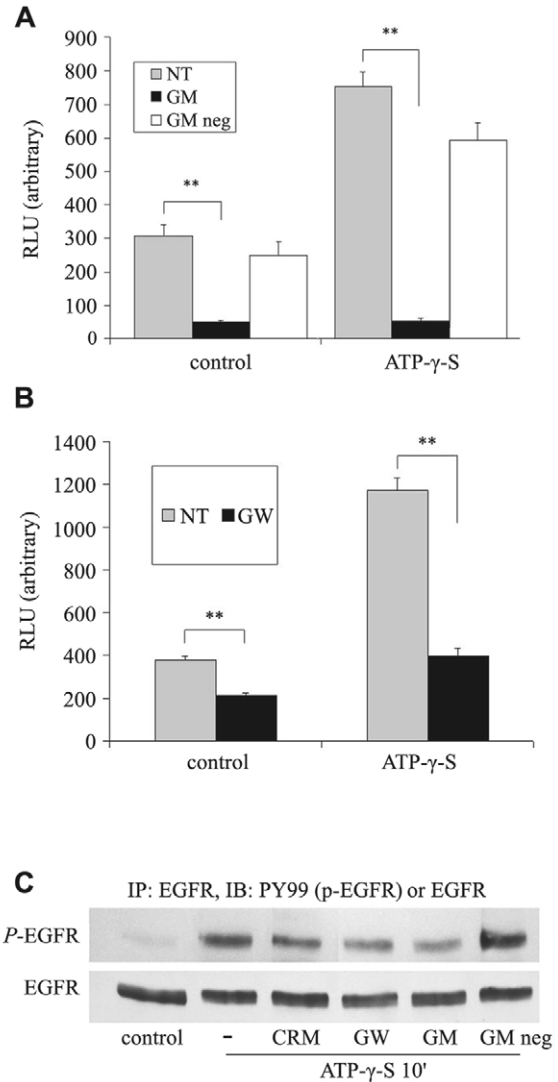 A
900
800
700
600
500
400
300
200
100
0
RLU (arbitrary)
NT
GM
GM neg
**
**
control ATP-γ-S
B
1400
1200
1000
800
600
400
200
0
RLU (arbitrary)
NT GW
**
**
control ATP-γ-S
C
IP: EGFR, IB: PY99 (p-EGFR) or EGFR
P-EGFR
EGFR
control - CRM GW GM GM neg
ATP-γ-S 10'